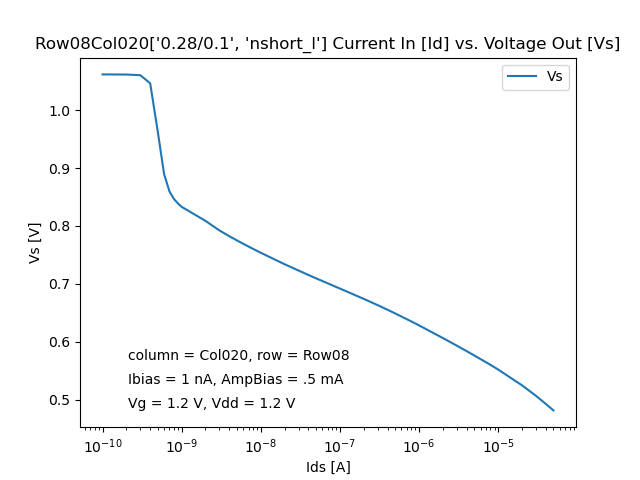 Row08Col020['0.28/0.1', 'nshort_l'] Current In [Id] vs. Voltage Out [Vs]
Vs
1.0
0.9
0.8
0.7
0.6
0.5
Vs [V]
column = Col020, row = Row08
Ibias = 1 nA, AmpBias = .5 mA
Vg = 1.2 V, Vdd = 1.2 V
10⁻¹⁰ 10⁻⁹ 10⁻⁸ 10⁻⁷ 10⁻⁶ 10⁻⁵
Ids [A]